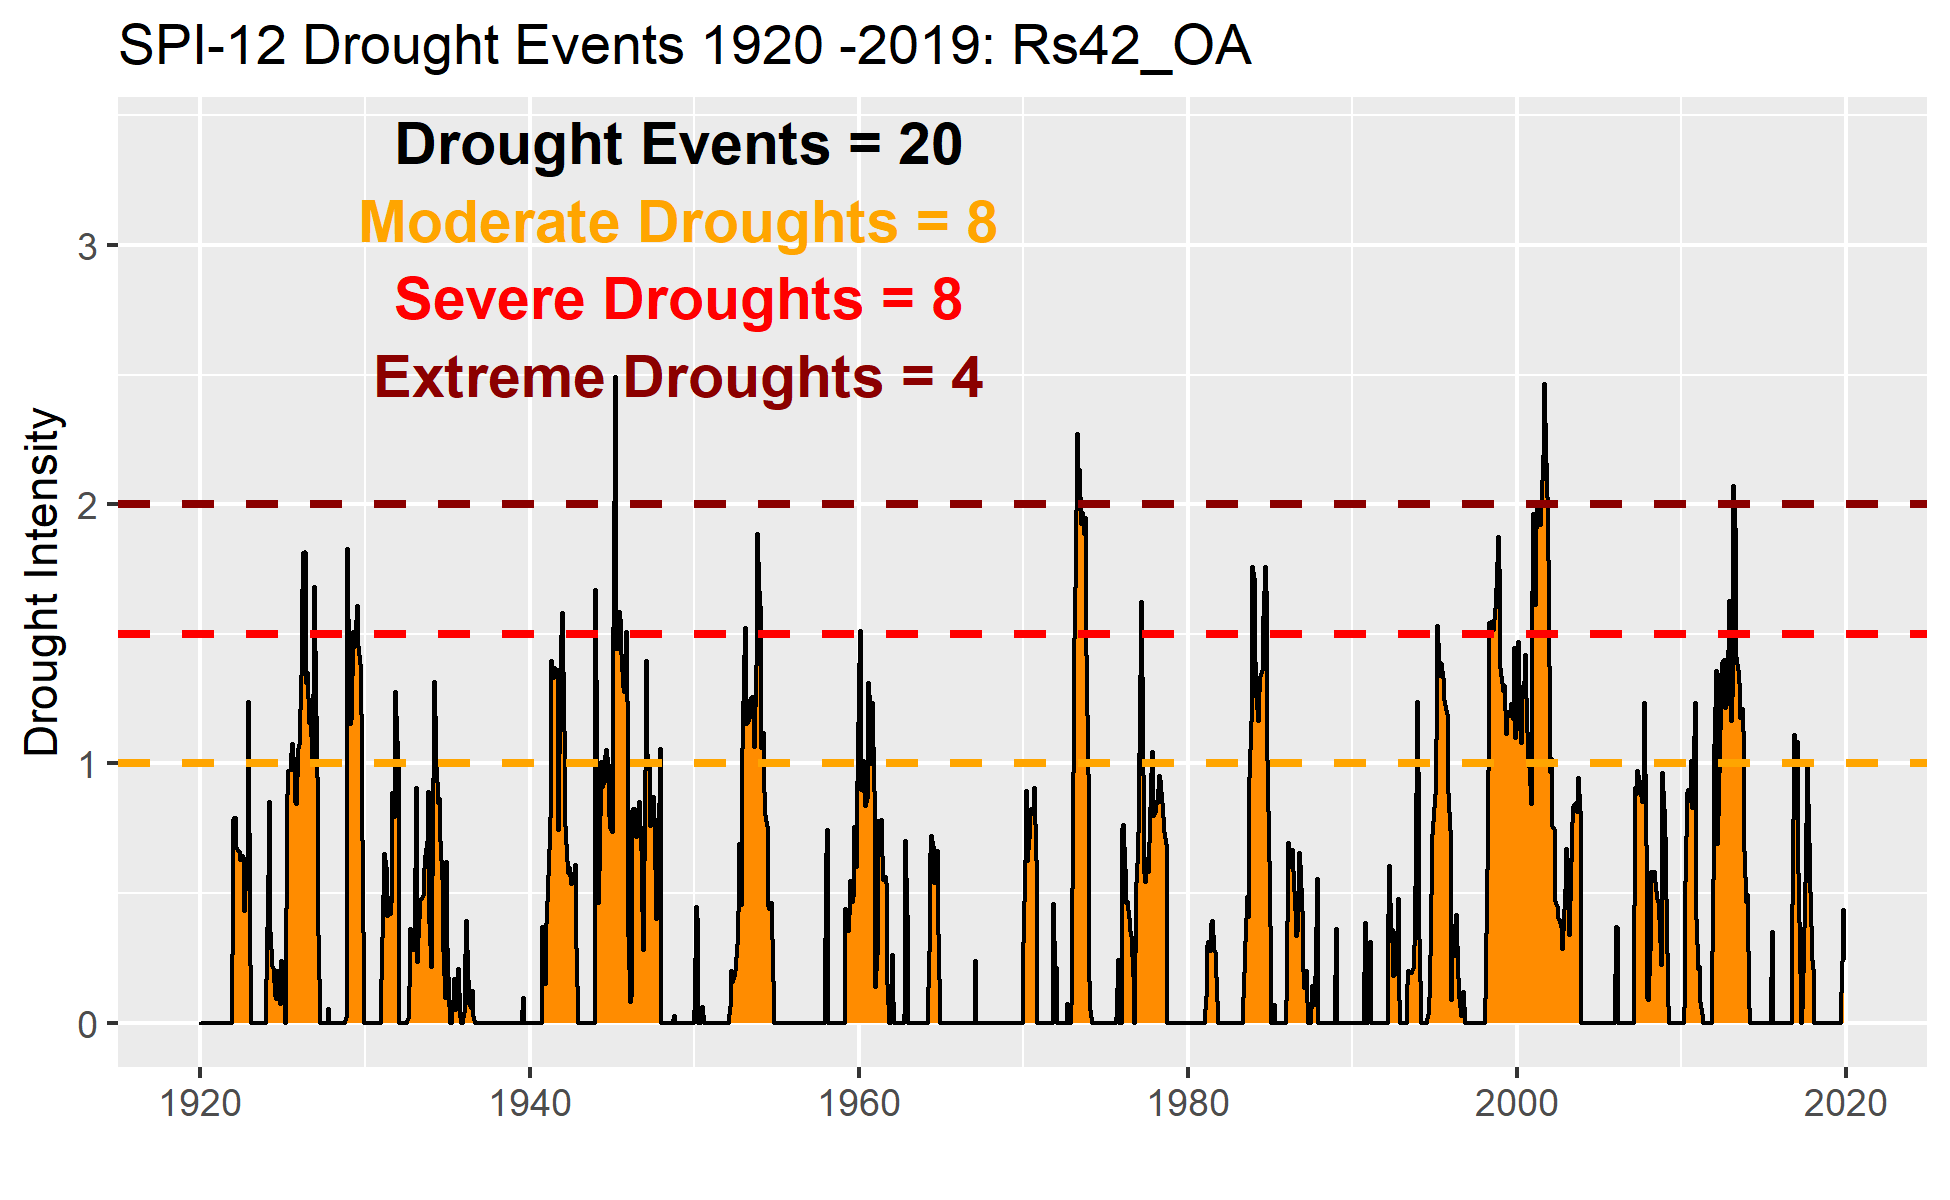 SPI-12 Drought Events 1920 -2019: Rs42_OA
Drought Events = 20
Moderate Droughts = 8
Severe Droughts = 8
Extreme Droughts = 4
Drought Intensity
3
2
1
0
1920 1940 1960 1980 2000 2020